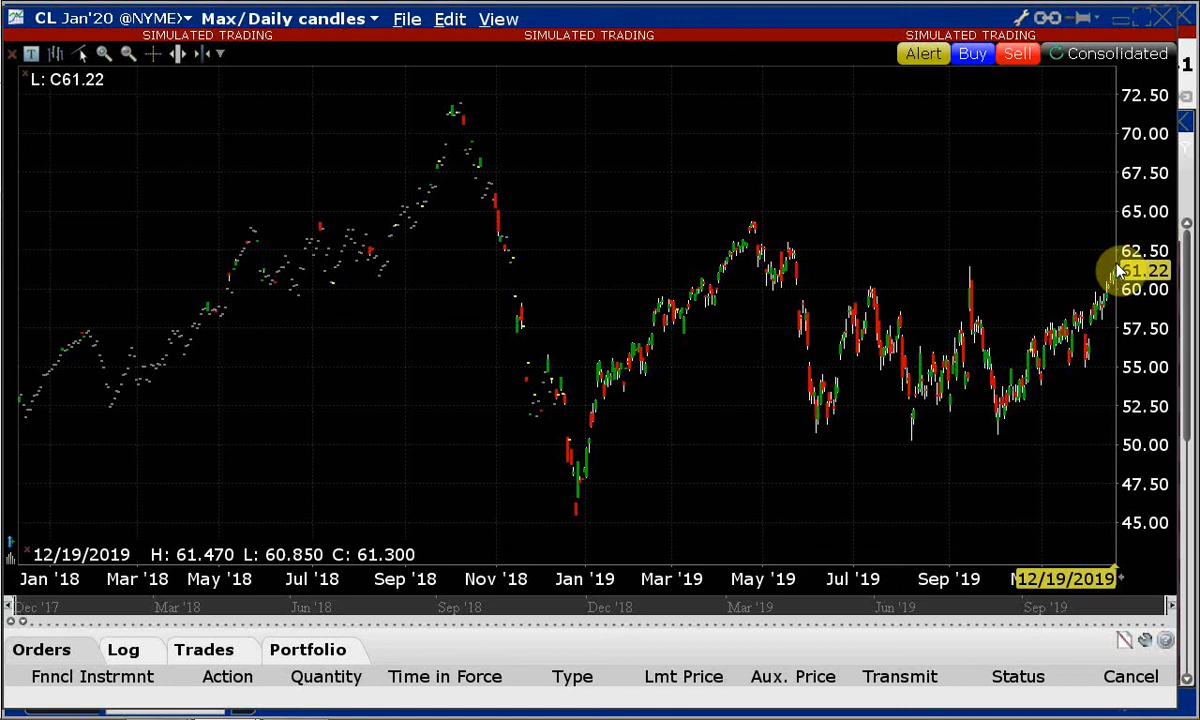 CL Jan'20 @NYME Max/Daily candles File Edit View
SIMULATED TRADING SIMULATED TRADING SIMULATED TRADING
T Alert Buy Sell Consolidated
L: C61.22
72.50
70.00
67.50
65.00
62.50
61.22
60.00
57.50
55.00
52.50
50.00
47.50
45.00
12/19/2019 H: 61.470 L: 60.850 C: 61.300
Jan '18 Mar '18 May '18 Jul '18 Sep '18 Nov '18 Jan '19 Mar '19 May '19 Jul '19 Sep '19 12/19/2019
Dec '17 Mar '18 Jun '18 Sep '18 Dec '18 Mar '19 Jun '19 Sep '19
Orders Log Trades Portfolio
Fnncl Instrmnt Action Quantity Time in Force Type Lmt Price Aux. Price Transmit Status Cancel